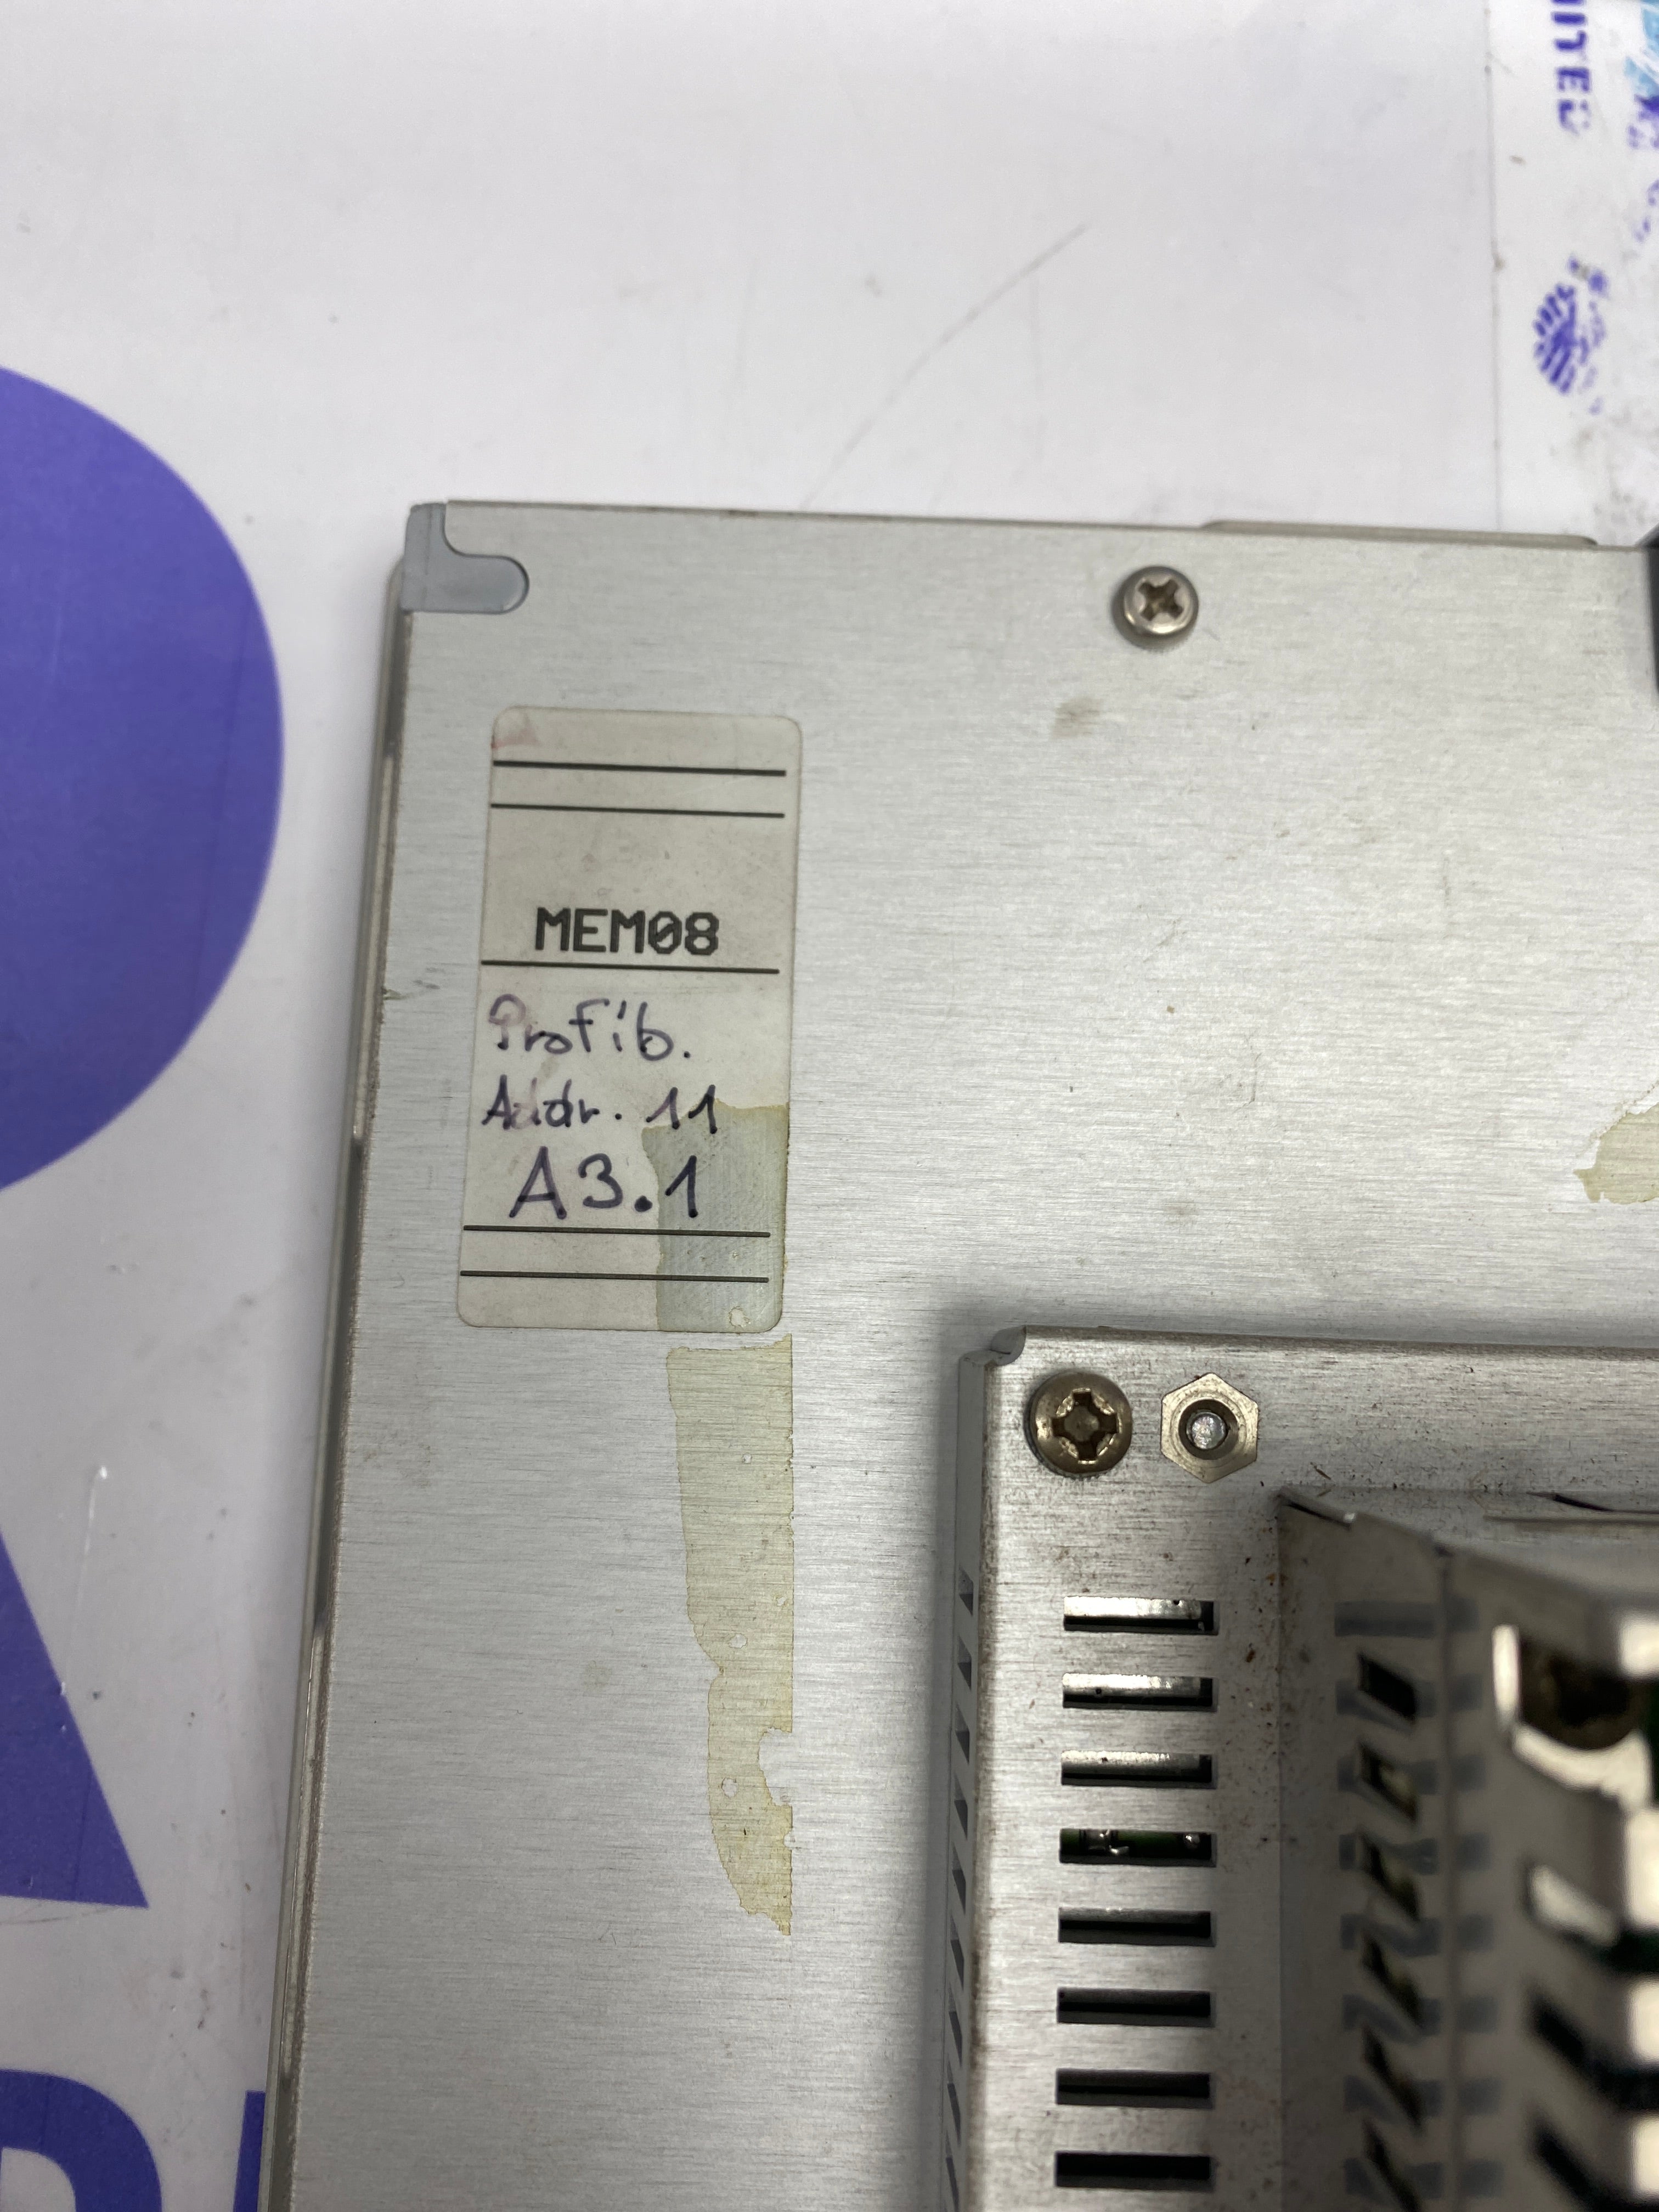 MEM08
Profib.
Addr. 11
A3.1